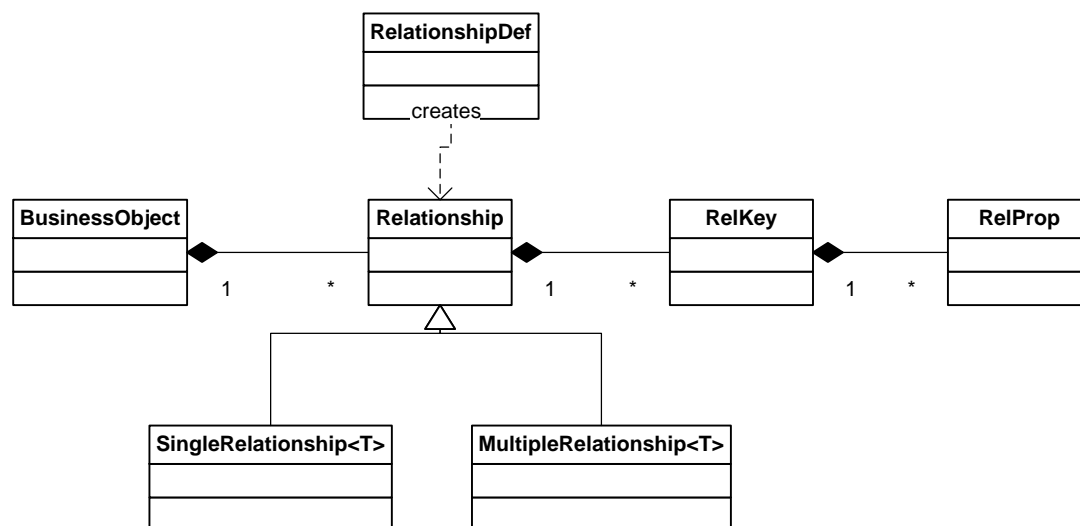 RelationshipDef
creates
BusinessObject
Relationship
RelKey
RelProp
1
*
1
*
1
*
SingleRelationship<T>
MultipleRelationship<T>